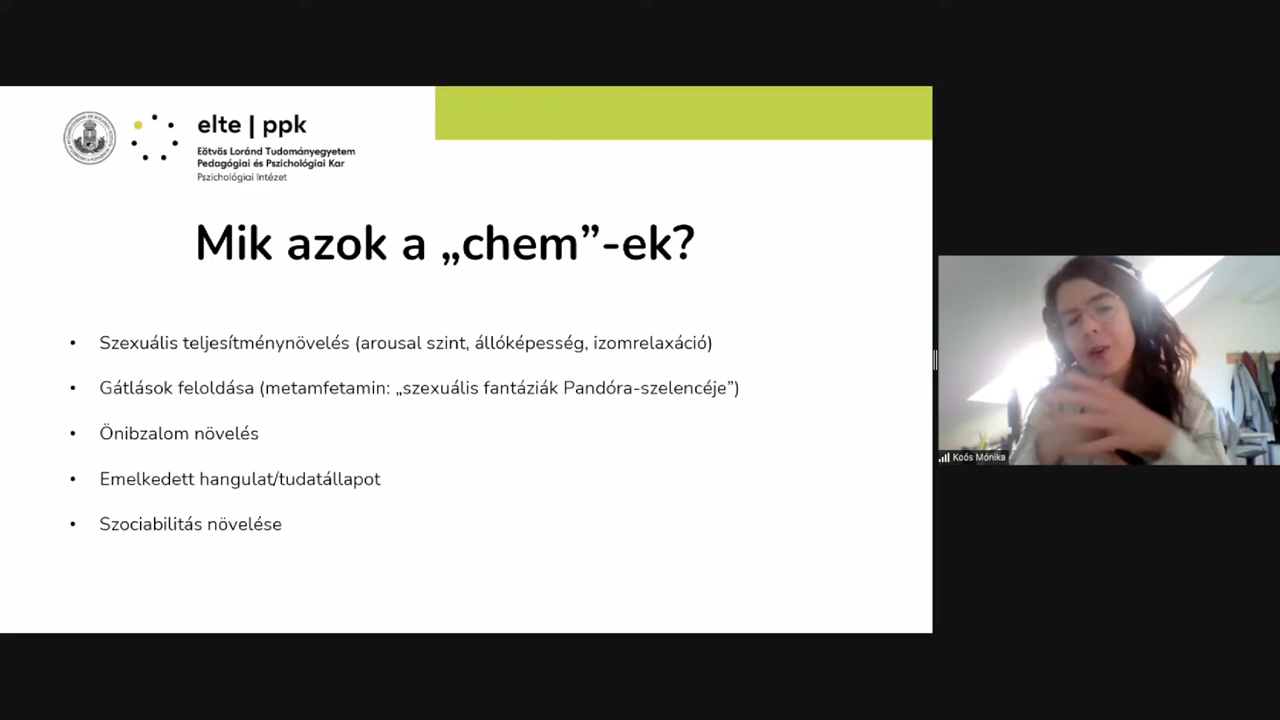 elte | ppk
Eötvös Loránd Tudományegyetem
Pedagógiai és Pszichológiai Kar
Pszichológiai Intézet
Mik azok a „chem”-ek?
• Szexuális teljesítménynövelés (arousal szint, állóképesség, izomrelaxáció)
• Gátlások feloldása (metamfetamin: „szexuális fantáziák Pandóra-szelencéje”)
• Önibzalom növelés
• Emelkedett hangulat/tudatállapot
• Szociabilitás növelése
Koós Mónika